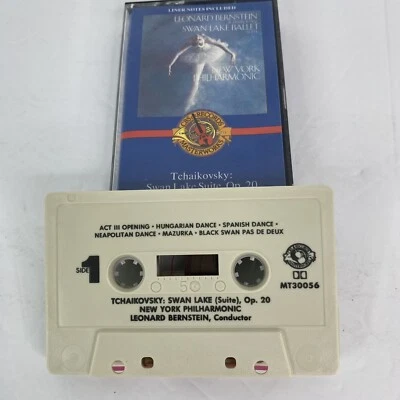 LINER NOTES INCLUDED
LEONARD BERNSTEIN
SWAN LAKE BALLET
NEW YORK
PHILHARMONIC
CBS RECORDS
MASTERWORKS
Tchaikovsky:
Swan Lake Suite, Op. 20
ACT III OPENING • HUNGARIAN DANCE • SPANISH DANCE •
NEAPOLITAN DANCE • MAZURKA • BLACK SWAN PAS DE DEUX
SIDE 1
50
MT30056
TCHAIKOVSKY: SWAN LAKE (Suite), Op. 20
NEW YORK PHILHARMONIC
LEONARD BERNSTEIN, Conductor